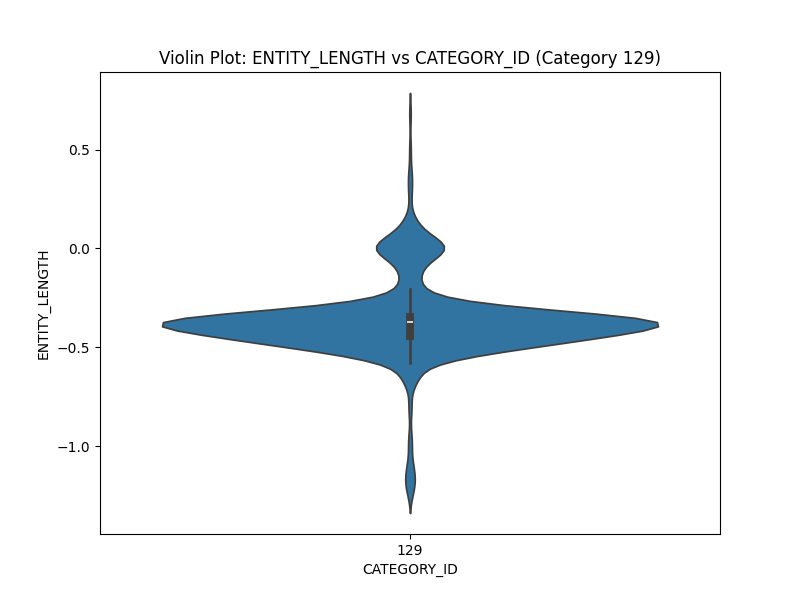 Violin Plot: ENTITY_LENGTH vs CATEGORY_ID (Category 129)
0.5
0.0
−0.5
−1.0
ENTITY_LENGTH
129
CATEGORY_ID